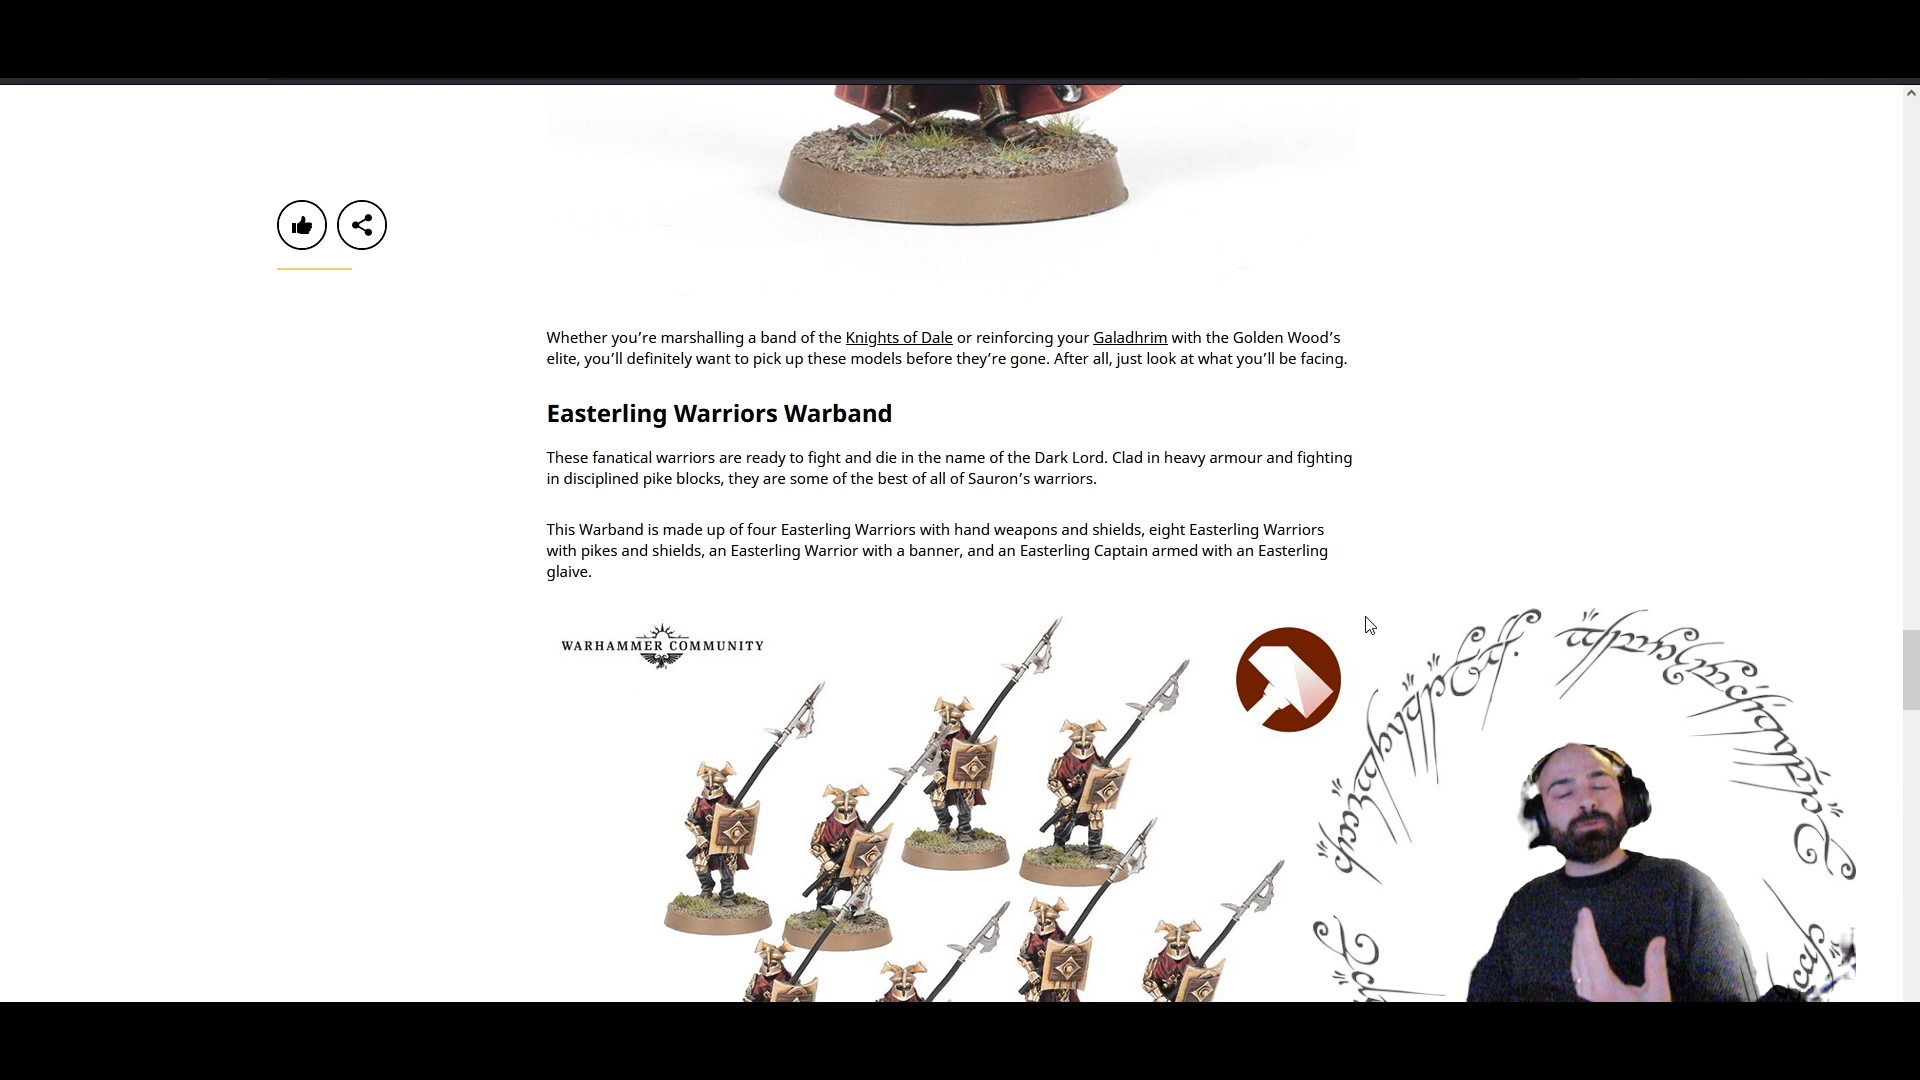 Whether you’re marshalling a band of the Knights of Dale or reinforcing your Galadhrim with the Golden Wood’s
elite, you’ll definitely want to pick up these models before they’re gone. After all, just look at what you’ll be facing.
Easterling Warriors Warband
These fanatical warriors are ready to fight and die in the name of the Dark Lord. Clad in heavy armour and fighting
in disciplined pike blocks, they are some of the best of all of Sauron’s warriors.
This Warband is made up of four Easterling Warriors with hand weapons and shields, eight Easterling Warriors
with pikes and shields, an Easterling Warrior with a banner, and an Easterling Captain armed with an Easterling
glaive.
WARHAMMER COMMUNITY